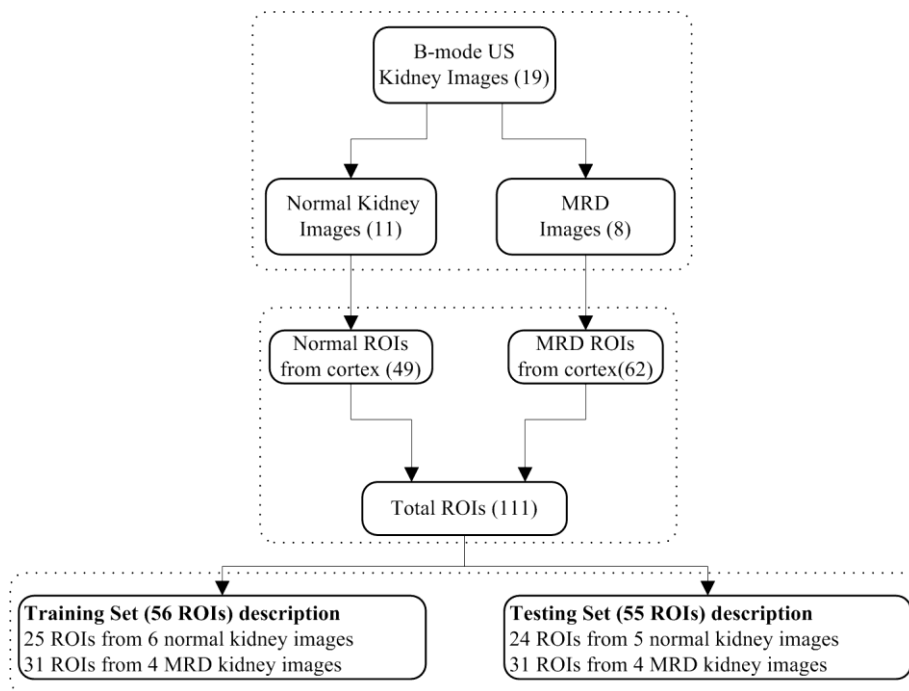 B-mode US
Kidney Images (19)
Normal Kidney
Images (11)
MRD
Images (8)
Normal ROIs
from cortex (49)
MRD ROIs
from cortex(62)
Total ROIs (111)
Training Set (56 ROIs) description
25 ROIs from 6 normal kidney images
31 ROIs from 4 MRD kidney images
Testing Set (55 ROIs) description
24 ROIs from 5 normal kidney images
31 ROIs from 4 MRD kidney images